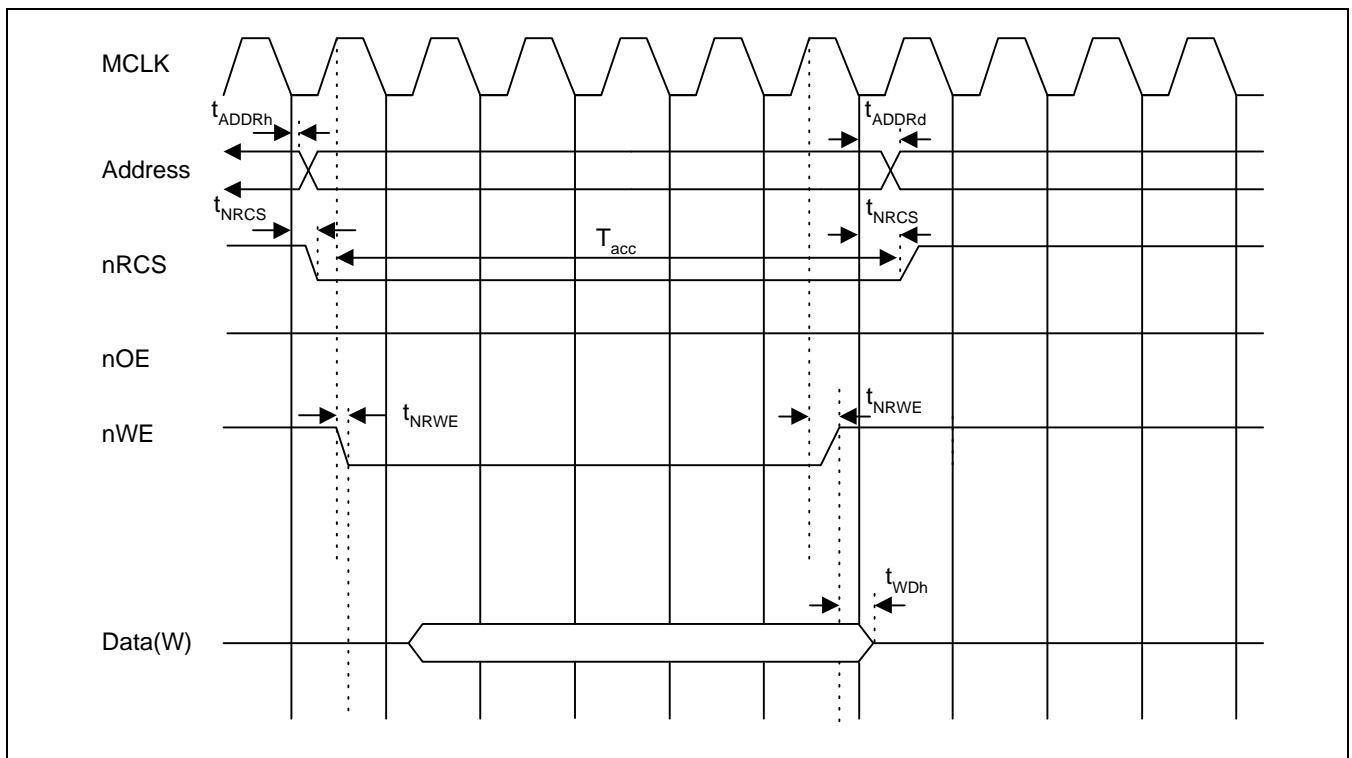 MCLK
tADDRh
tADDRd
Address
tNRCS
tNRCS
Tacc
nRCS
nOE
tNRWE
tNRWE
nWE
tWDh
Data(W)